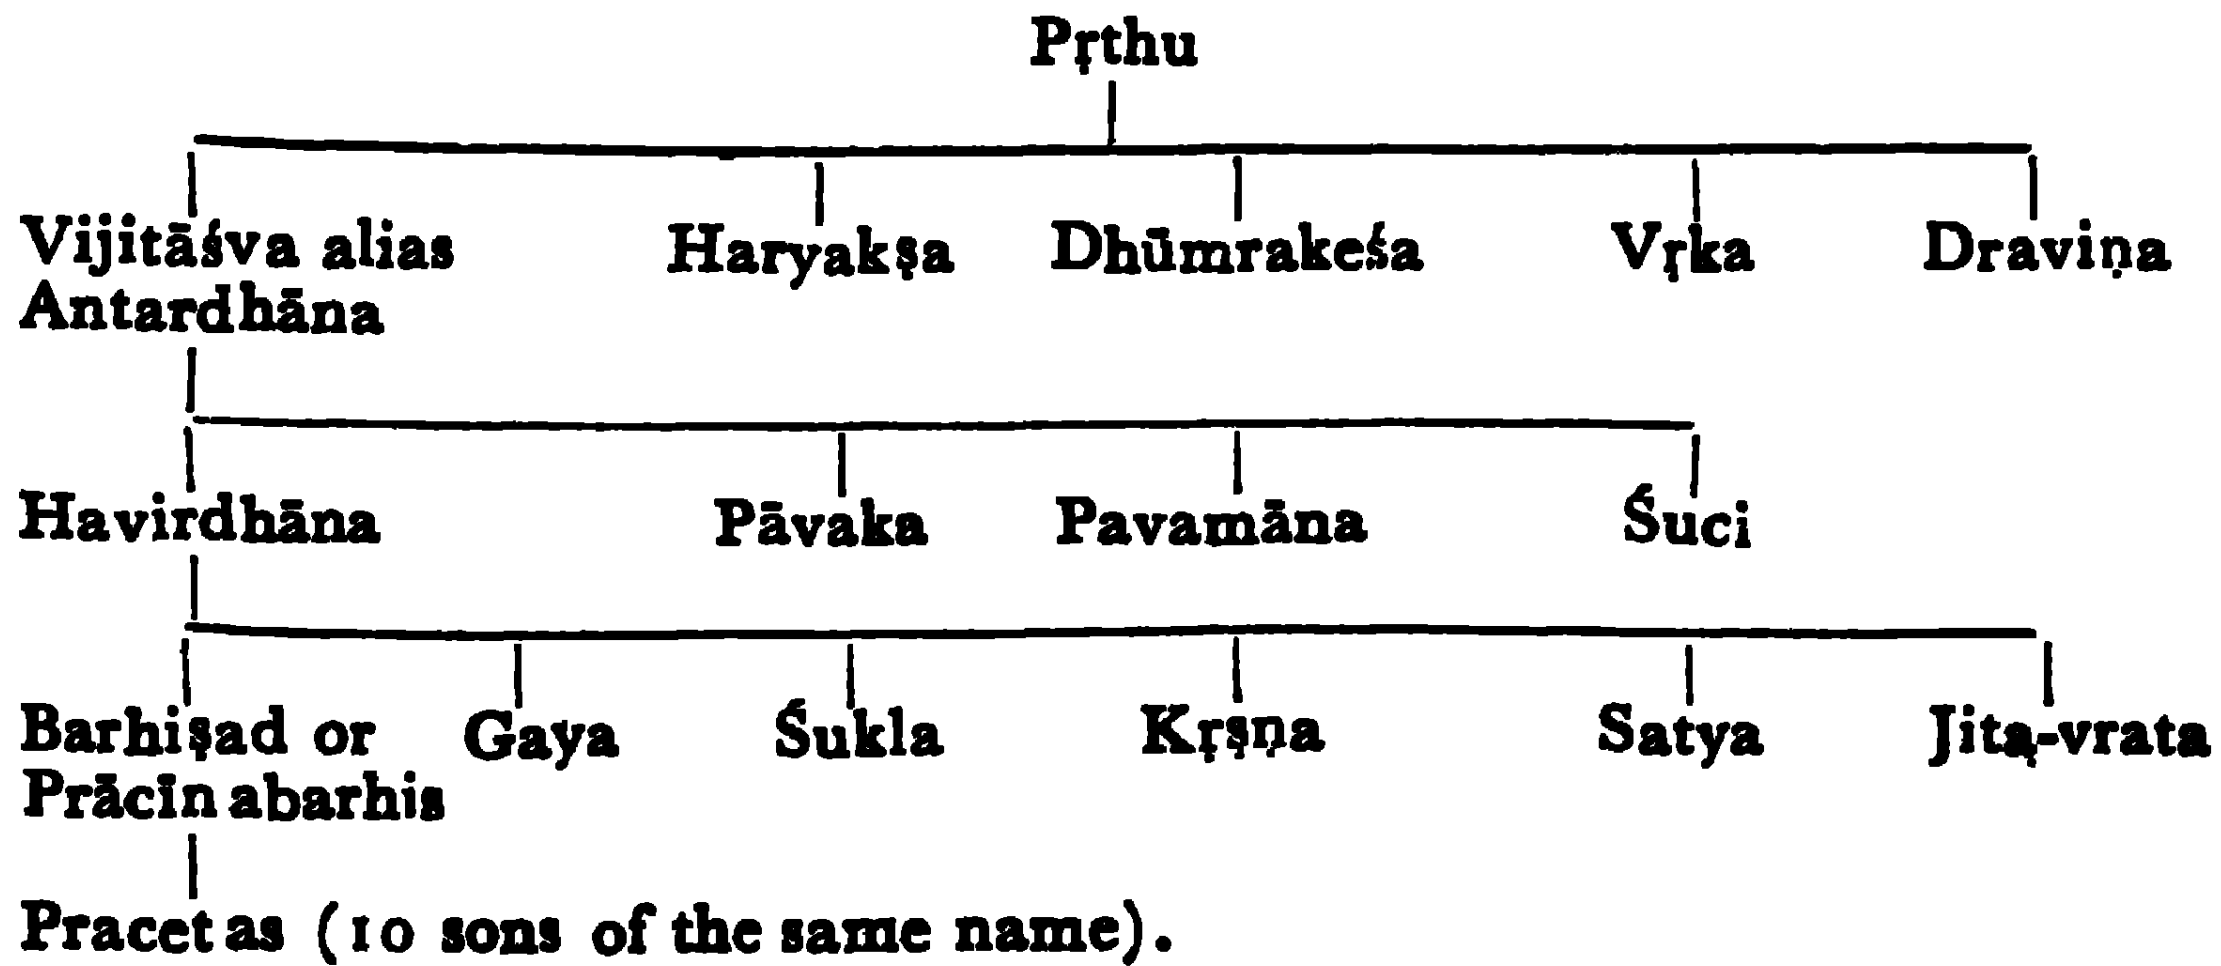 Pṛthu
Vijitāśva alias Haryakṣa Dhūmrakeśa Vṛka Draviṇa
Antardhāna
Havirdhāna Pāvaka Pavamāna Śuci
Barhiṣad or Gaya Śukla Kṛṣṇa Satya Jitạ-vrata
Prācīnabarhis
Pracetas (10 sons of the same name).